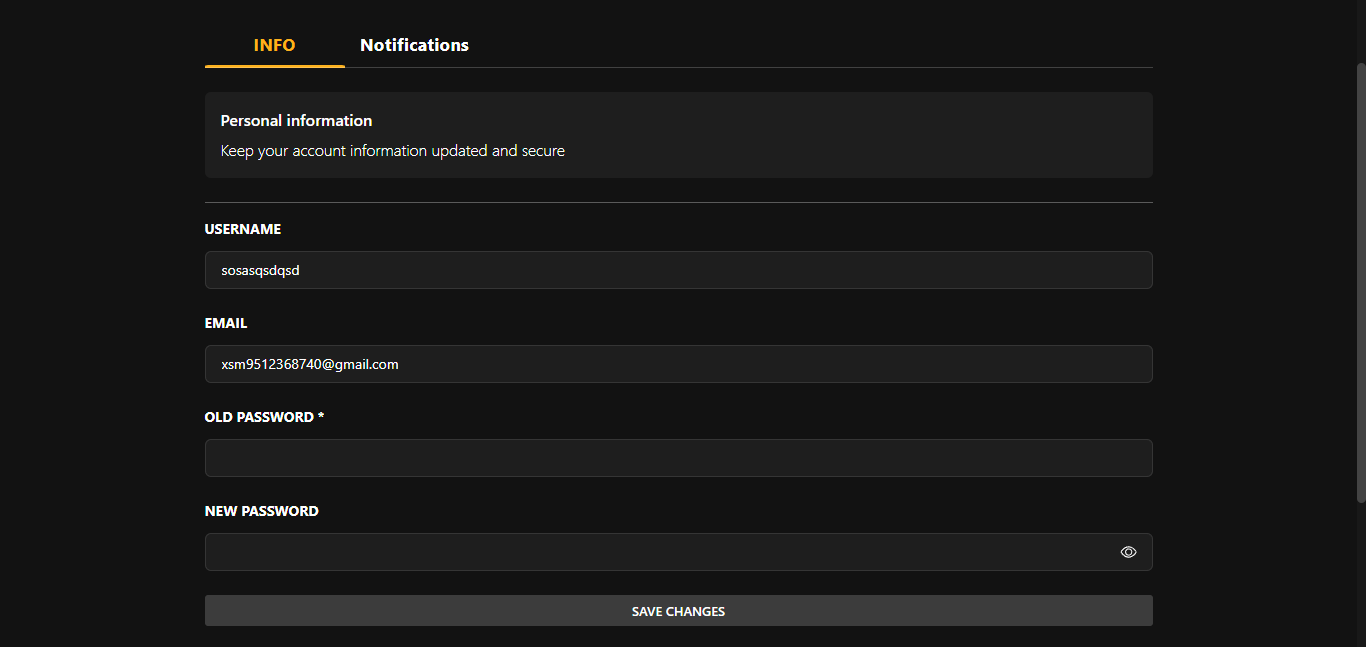 INFO
Notifications
Personal information
Keep your account information updated and secure
USERNAME
sosasqsdqsd
EMAIL
xsm9512368740@gmail.com
OLD PASSWORD *
NEW PASSWORD
SAVE CHANGES